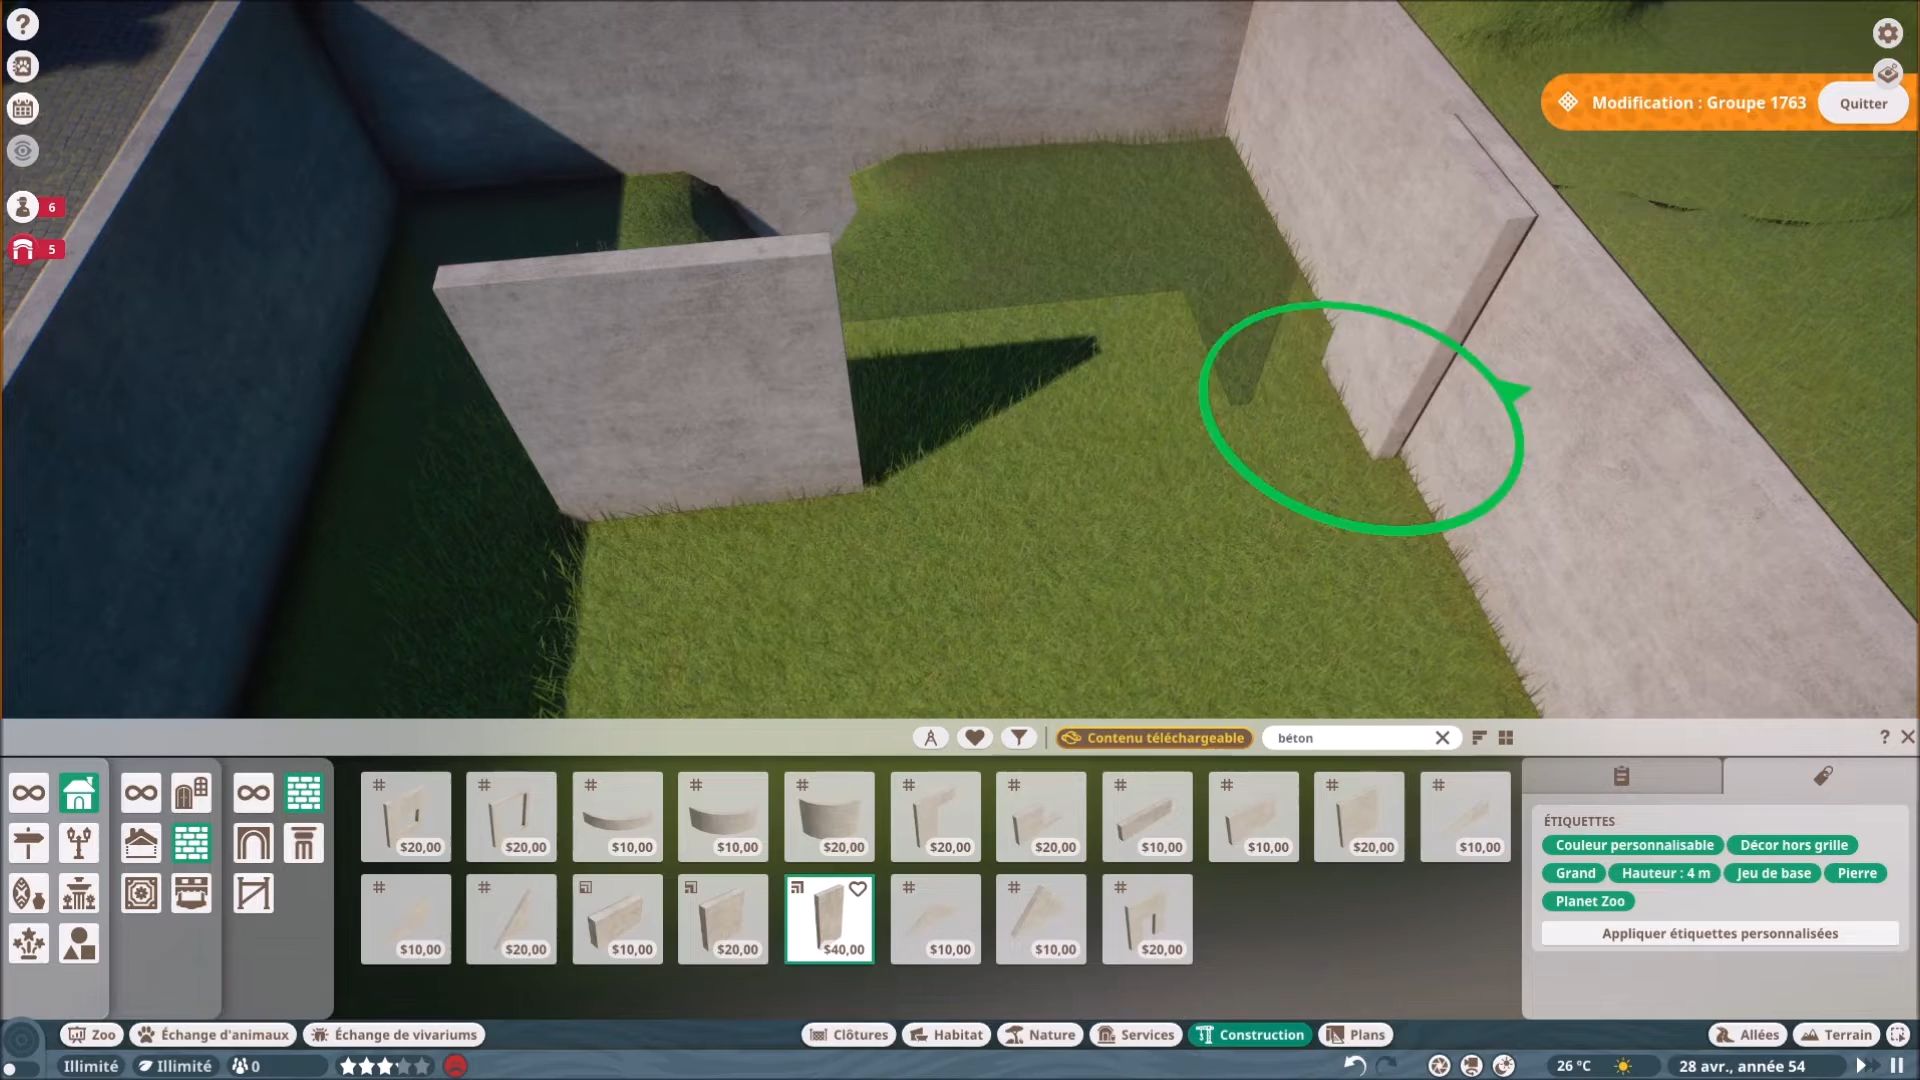 ?
Modification : Groupe 1763
Quitter
6
5
Contenu téléchargeable
béton
?
# $20,00
# $20,00
# $10,00
# $10,00
# $20,00
# $20,00
# $20,00
# $10,00
# $10,00
# $20,00
# $10,00
# $10,00
# $20,00
$10,00
$20,00
$40,00
# $10,00
# $10,00
# $20,00
ÉTIQUETTES
Couleur personnalisable Décor hors grille
Grand Hauteur : 4 m Jeu de base Pierre
Planet Zoo
Appliquer étiquettes personnalisées
Zoo Échange d'animaux Échange de vivariums Clôtures Habitat Nature Services Construction Plans Allées Terrain
Illimité Illimité 0 26 °C 28 avr., année 54